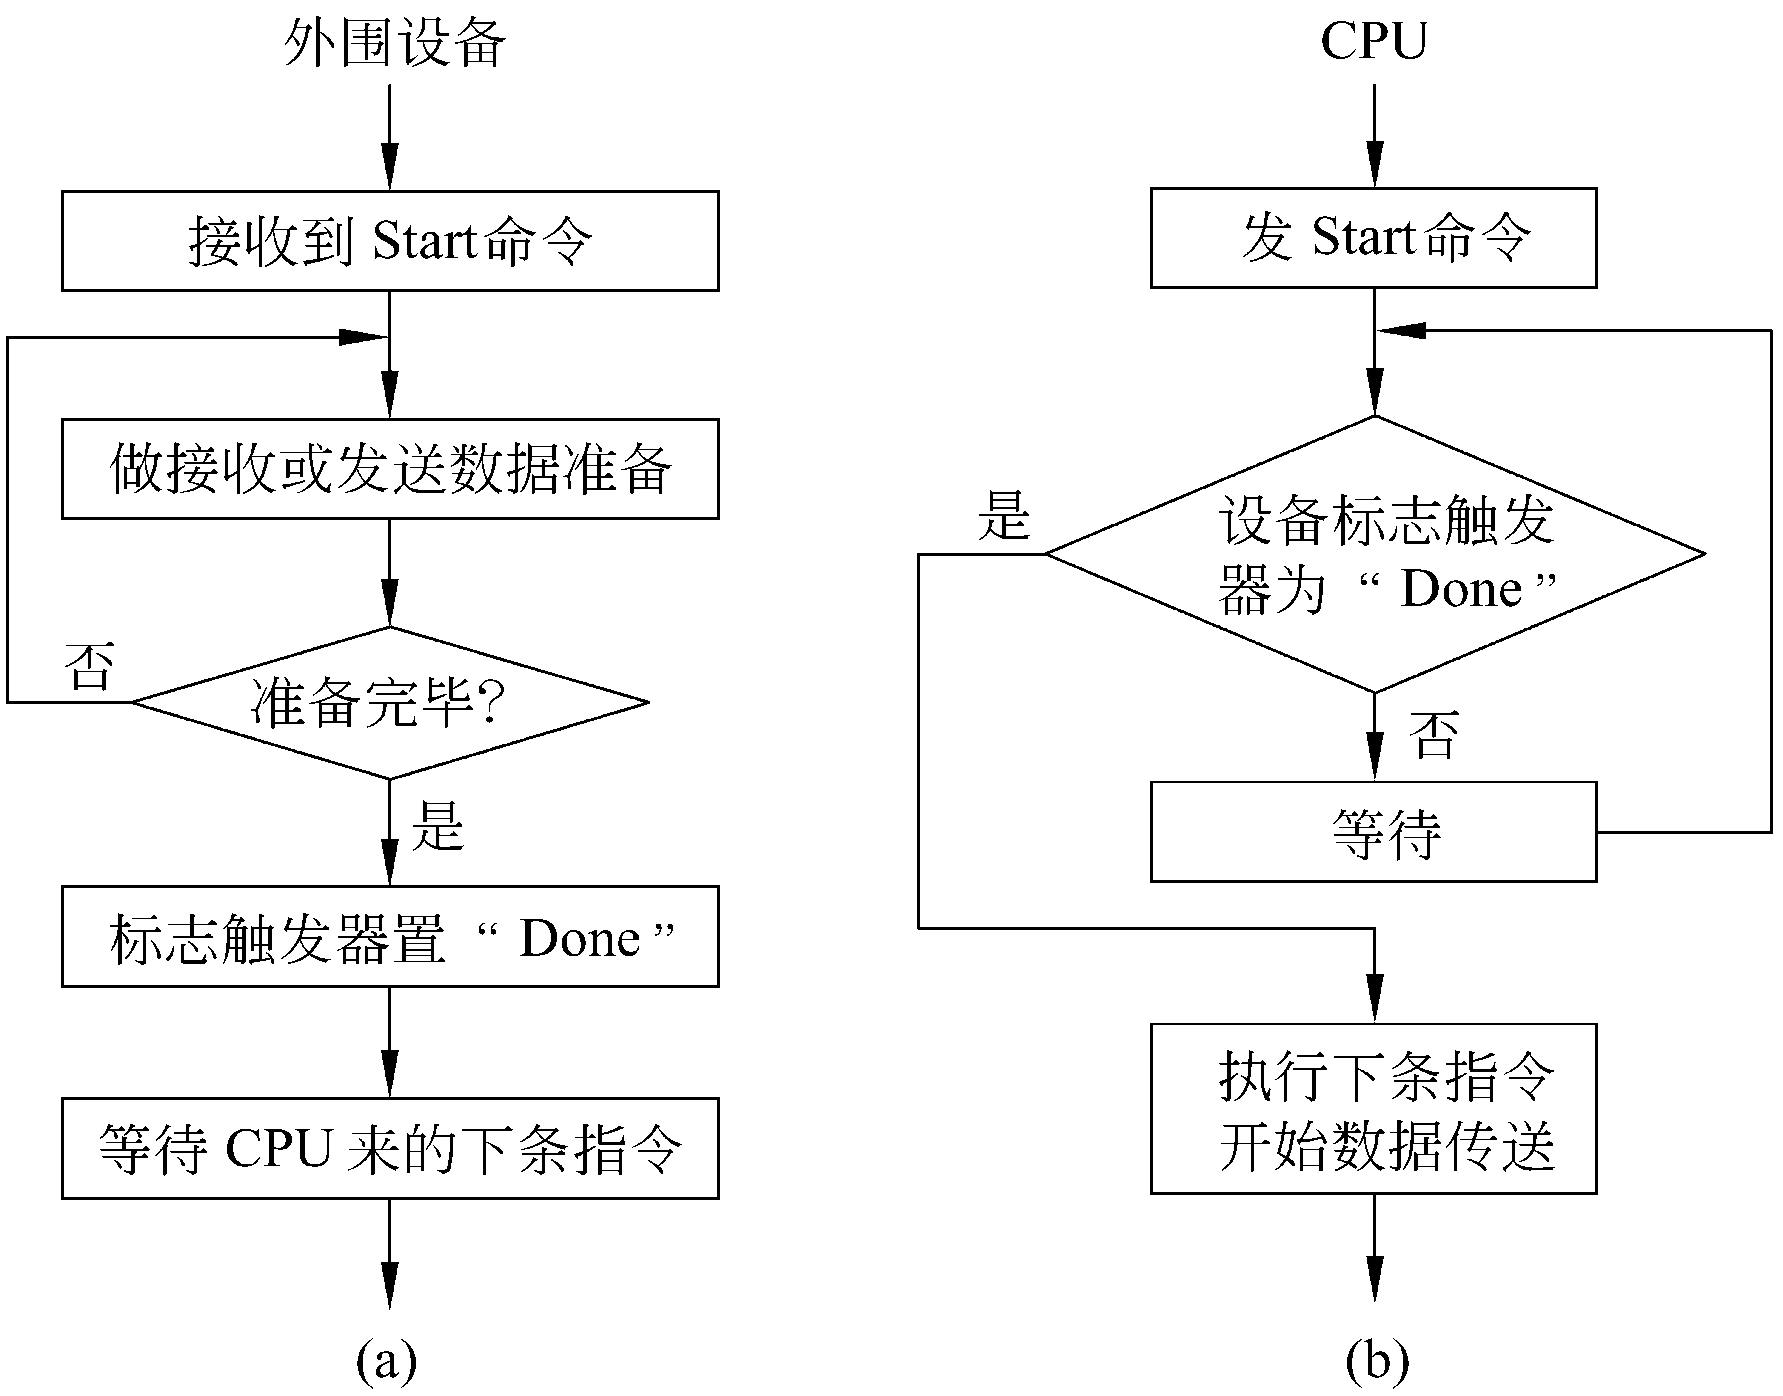 外围设备
接收到 Start命令
做接收或发送数据准备
否
准备完毕?
是
标志触发器置 “Done”
等待 CPU 来的下条指令
(a)
CPU
发 Start命令
是
设备标志触发
器为 “Done”
否
等待
执行下条指令
开始数据传送
(b)